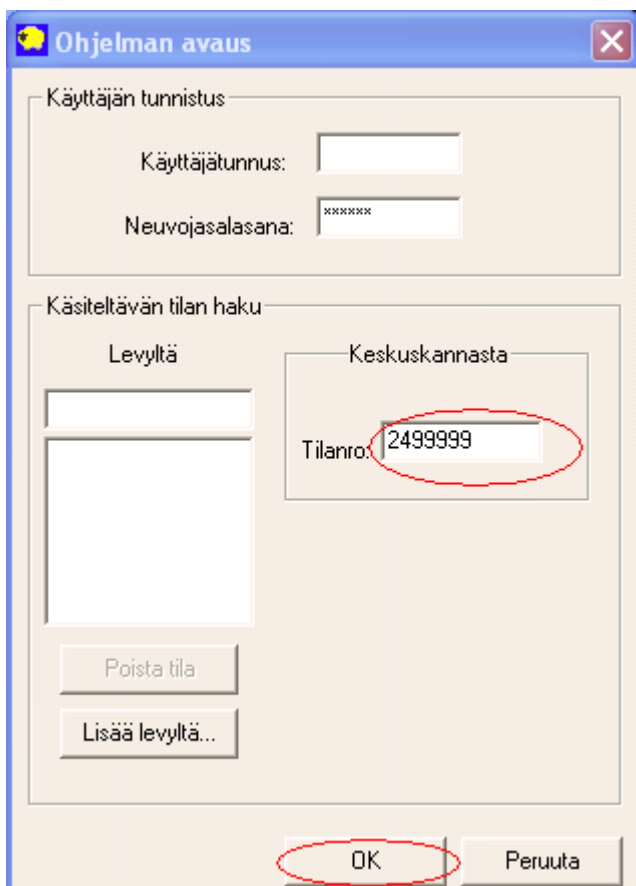 Ohjelman avaus
Käyttäjän tunnistus
Käyttäjätunnus:
Neuvojasalasana: ××××××
Käsiteltävän tilan haku
Levyltä
Keskuskannasta
Tilanro: 2499999
Poista tila
Lisää levyltä...
OK Peruuta